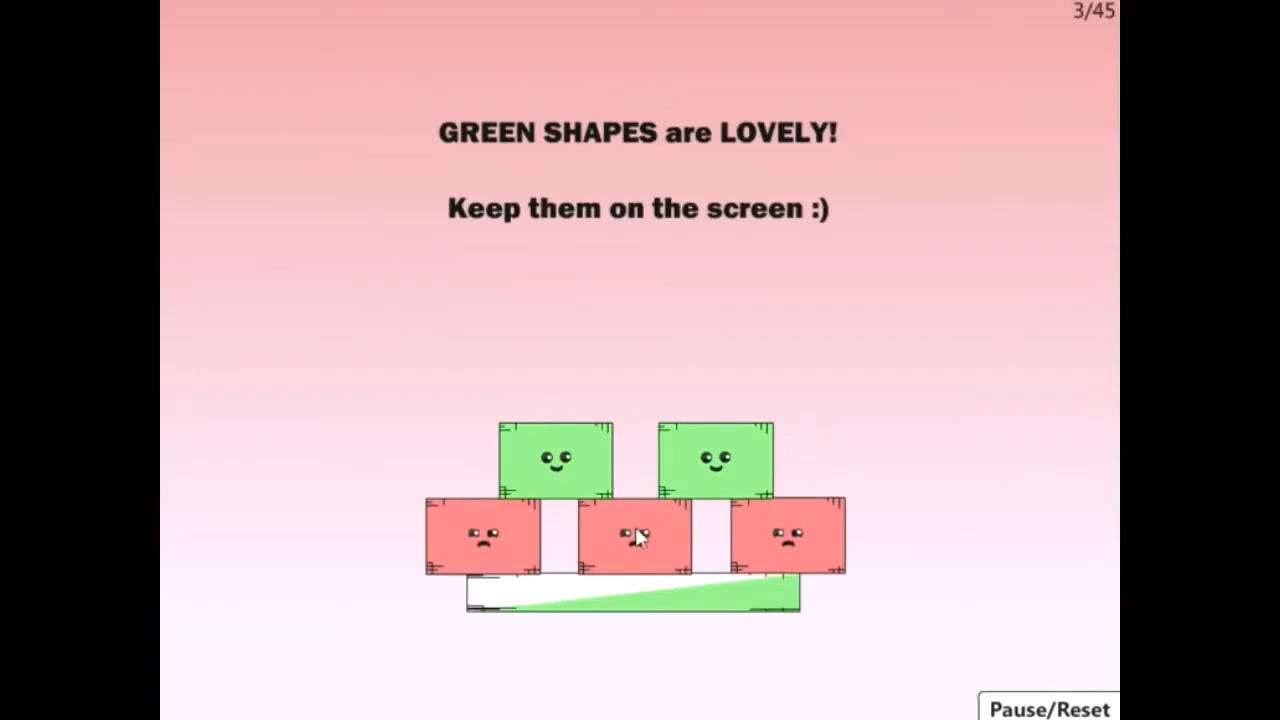 3/45
GREEN SHAPES are LOVELY!
Keep them on the screen :)
Pause/Reset